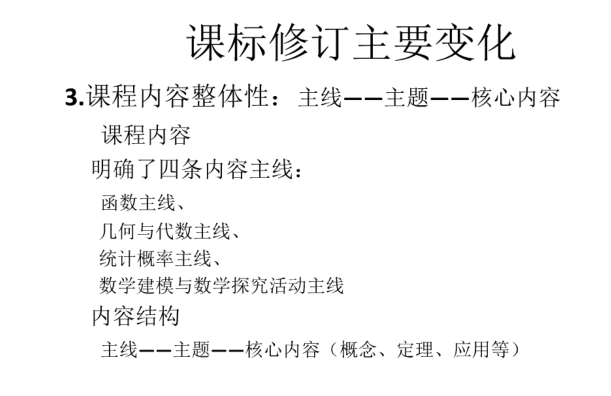 课标修订主要变化
3.课程内容整体性：主线——主题——核心内容
课程内容
明确了四条内容主线：
函数主线、
几何与代数主线、
统计概率主线、
数学建模与数学探究活动主线
内容结构
主线——主题——核心内容（概念、定理、应用等）